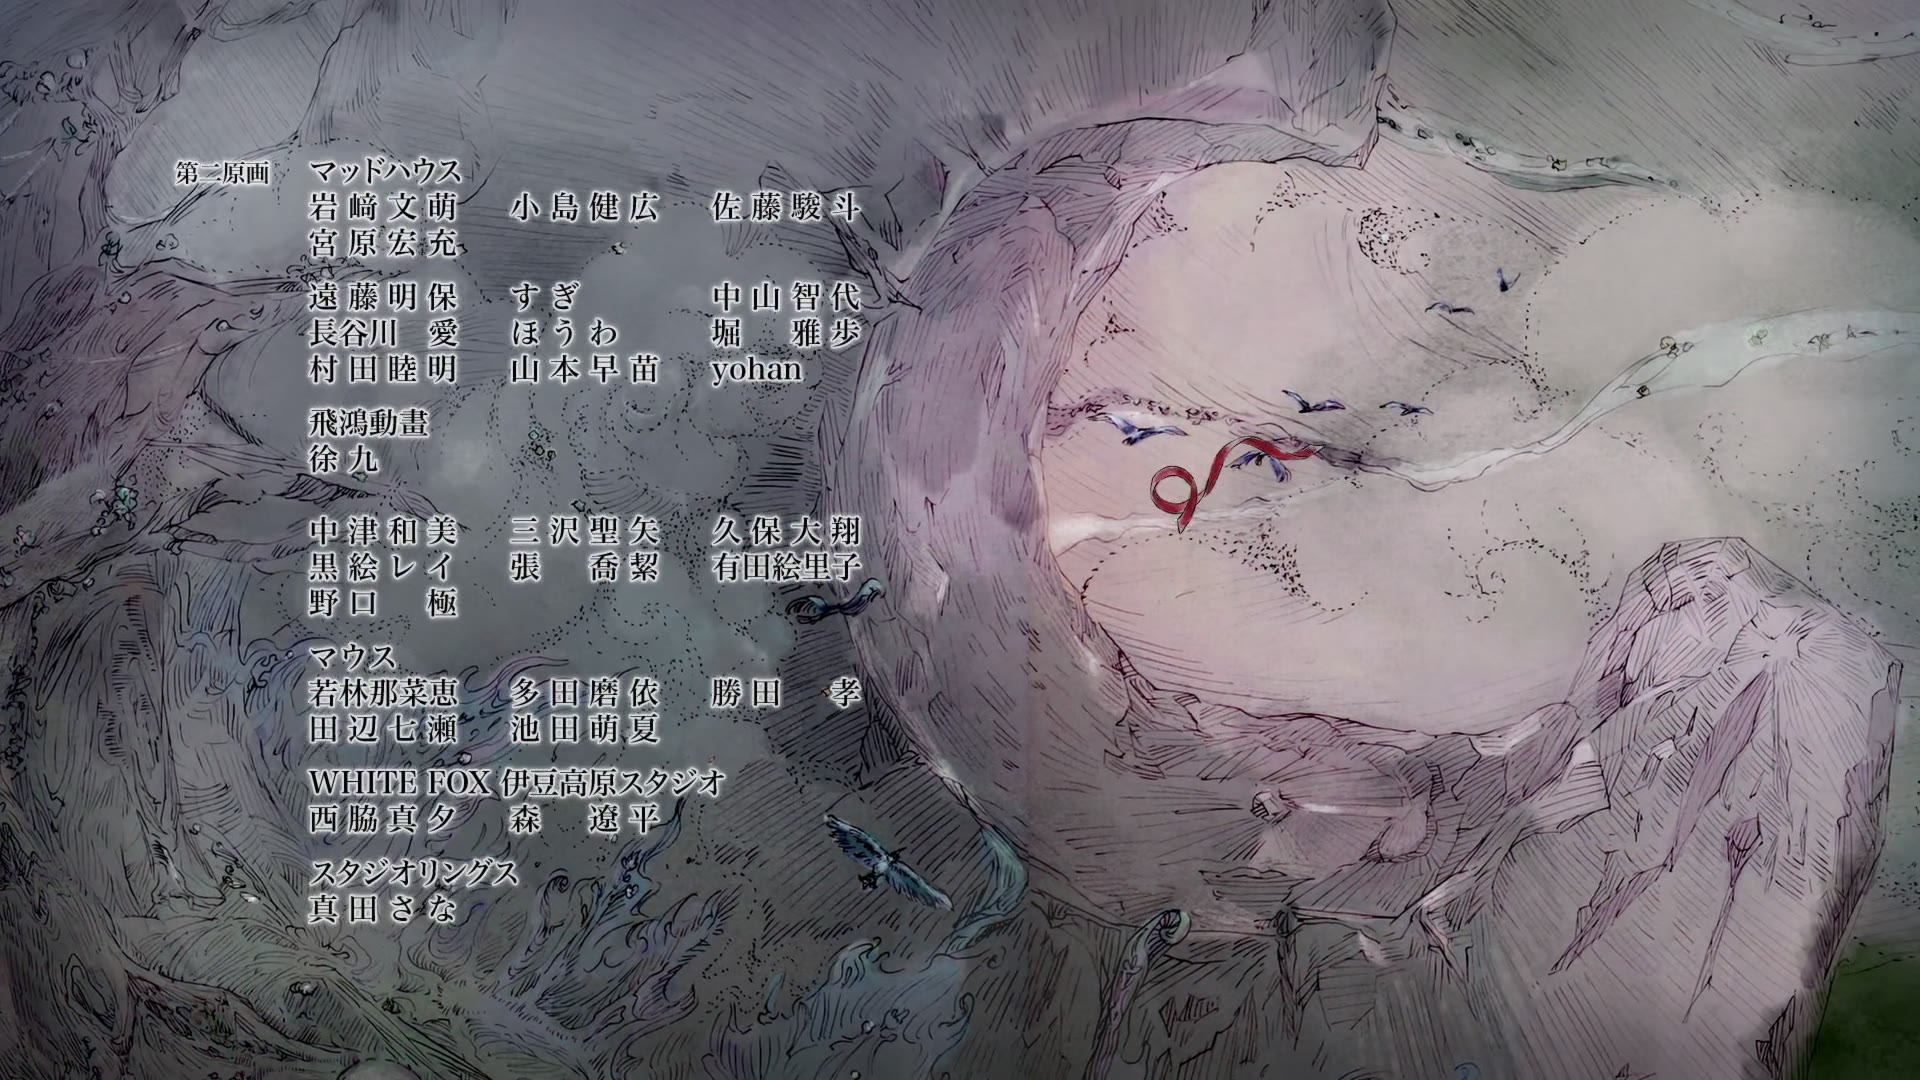 第二原画 マッドハウス
岩﨑文萌 小島健広 佐藤駿斗
宮原宏充
遠藤明保 すぎ 中山智代
長谷川愛 ほうわ 堀雅歩
村田睦明 山本早苗 yohan
飛鴻動畫
徐九
中津和美 三沢聖矢 久保大翔
黒絵レイ 張喬絜 有田絵里子
野口極
マウス
若林那菜恵 多田磨依 勝田孝
田辺七瀬 池田萌夏
WHITE FOX 伊豆高原スタジオ
西脇真夕 森遼平
スタジオリングス
真田さな